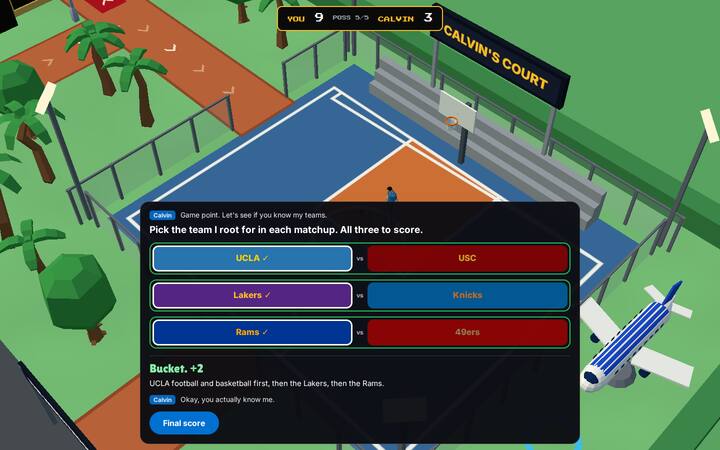 YOU 9 POSS 5/5 CALVIN 3
CALVIN'S COURT
Calvin Game point. Let's see if you know my teams.
Pick the team I root for in each matchup. All three to score.
UCLA ✓ vs USC
Lakers ✓ vs Knicks
Rams ✓ vs 49ers
Bucket. +2
UCLA football and basketball first, then the Lakers, then the Rams.
Calvin Okay, you actually know me.
Final score